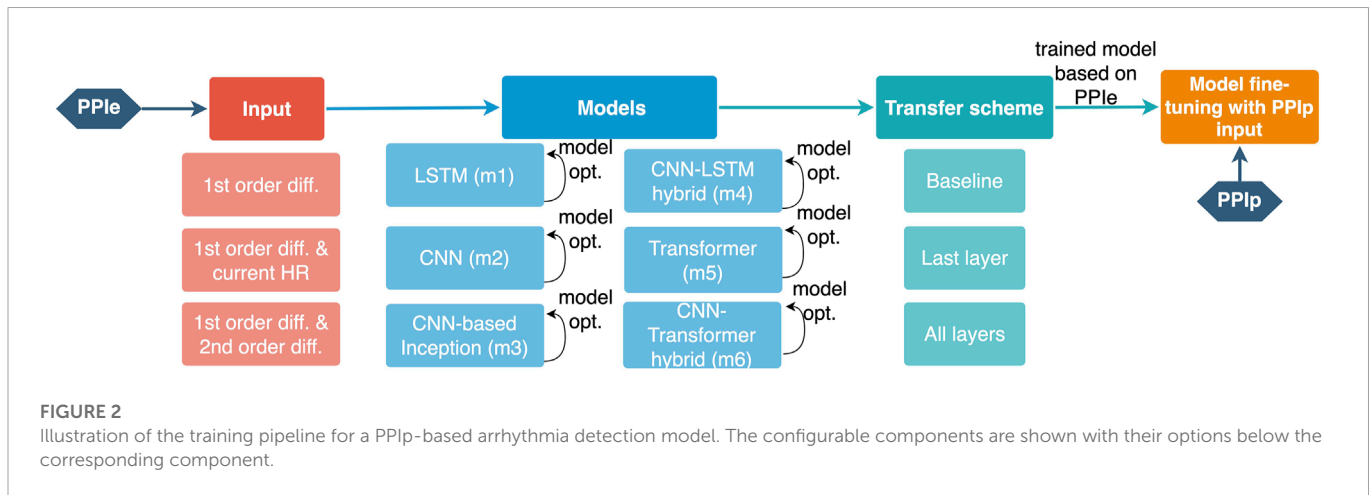 PPIe
Input
Models
Transfer scheme
trained model
based on
PPIe
Model fine-
tuning with PPIp
input
PPIp
1st order diff.
1st order diff. &
current HR
1st order diff. &
2nd order diff.
LSTM (m1)
model
opt.
CNN (m2)
model
opt.
CNN-based
Inception (m3)
model
opt.
CNN-LSTM
hybrid (m4)
model
opt.
Transformer
(m5)
model
opt.
CNN-
Transformer
hybrid (m6)
model
opt.
Baseline
Last layer
All layers
FIGURE 2
Illustration of the training pipeline for a PPIp-based arrhythmia detection model. The configurable components are shown with their options below the
corresponding component.